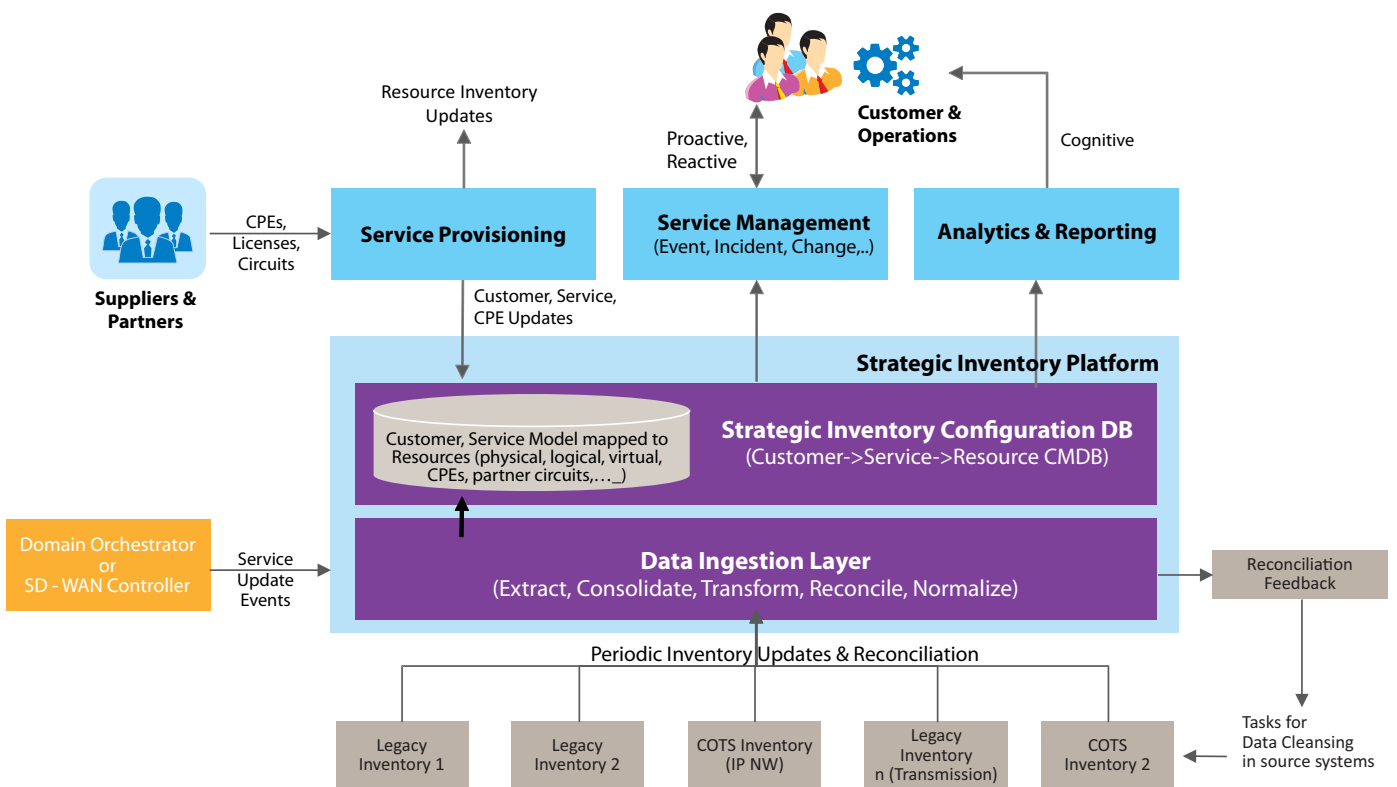 Resource Inventory
Updates
Customer &
Operations
Proactive,
Reactive
Cognitive
CPEs,
Licenses,
Circuits
Suppliers &
Partners
Service Provisioning
Service Management
(Event, Incident, Change,..)
Analytics & Reporting
Customer, Service,
CPE Updates
Strategic Inventory Platform
Customer, Service Model mapped to
Resources (physical, logical, virtual,
CPEs, partner circuits,…_)
Strategic Inventory Configuration DB
(Customer->Service->Resource CMDB)
Domain Orchestrator
or
SD - WAN Controller
Service
Update
Events
Data Ingestion Layer
(Extract, Consolidate, Transform, Reconcile, Normalize)
Reconciliation
Feedback
Periodic Inventory Updates & Reconciliation
Legacy
Inventory 1
Legacy
Inventory 2
COTS Inventory
(IP NW)
Legacy
Inventory
n (Transmission)
COTS
Inventory 2
Tasks for
Data Cleansing
in source systems